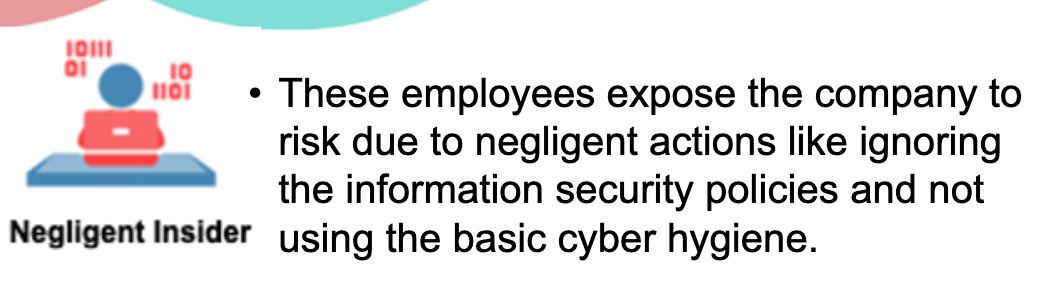 10111
01
10
1101
Negligent Insider
• These employees expose the company to
risk due to negligent actions like ignoring
the information security policies and not
using the basic cyber hygiene.